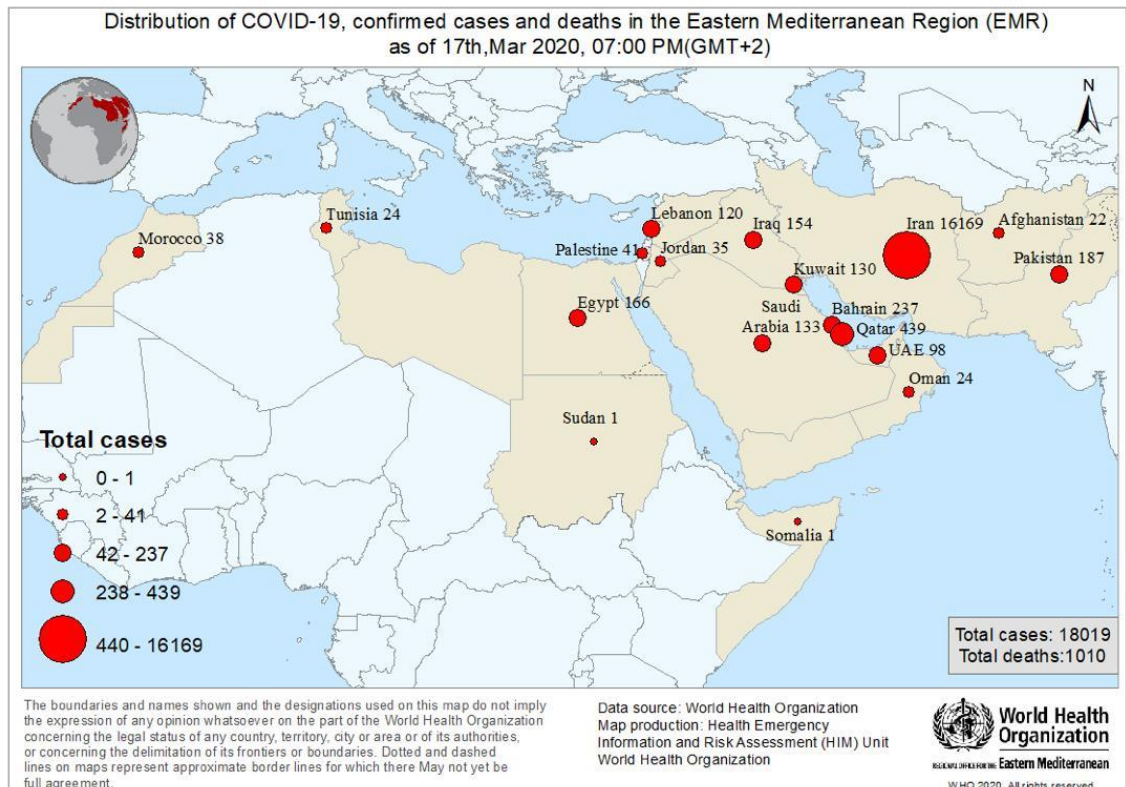 Distribution of COVID-19, confirmed cases and deaths in the Eastern Mediterranean Region (EMR)
as of 17th,Mar 2020, 07:00 PM(GMT+2)
N
Tunisia 24
Morocco 38
Lebanon 120
Palestine 41
Jordan 35
Iraq 154
Iran 16169
Afghanistan 22
Pakistan 187
Kuwait 130
Egypt 166
Saudi
Arabia 133
Bahrain 237
Qatar 439
UAE 98
Oman 24
Sudan 1
Somalia 1
Total cases
0 - 1
2 - 41
42 - 237
238 - 439
440 - 16169
Total cases: 18019
Total deaths:1010
The boundaries and names shown and the designations used on this map do not imply
the expression of any opinion whatsoever on the part of the World Health Organization
concerning the legal status of any country, territory, city or area or of its authorities,
or concerning the delimitation of its frontiers or boundaries. Dotted and dashed
lines on maps represent approximate border lines for which there May not yet be
full agreement.
Data source: World Health Organization
Map production: Health Emergency
Information and Risk Assessment (HIM) Unit
World Health Organization
World Health
Organization
REGIONAL OFFICE FOR THE Eastern Mediterranean
WHO 2020. All rights reserved